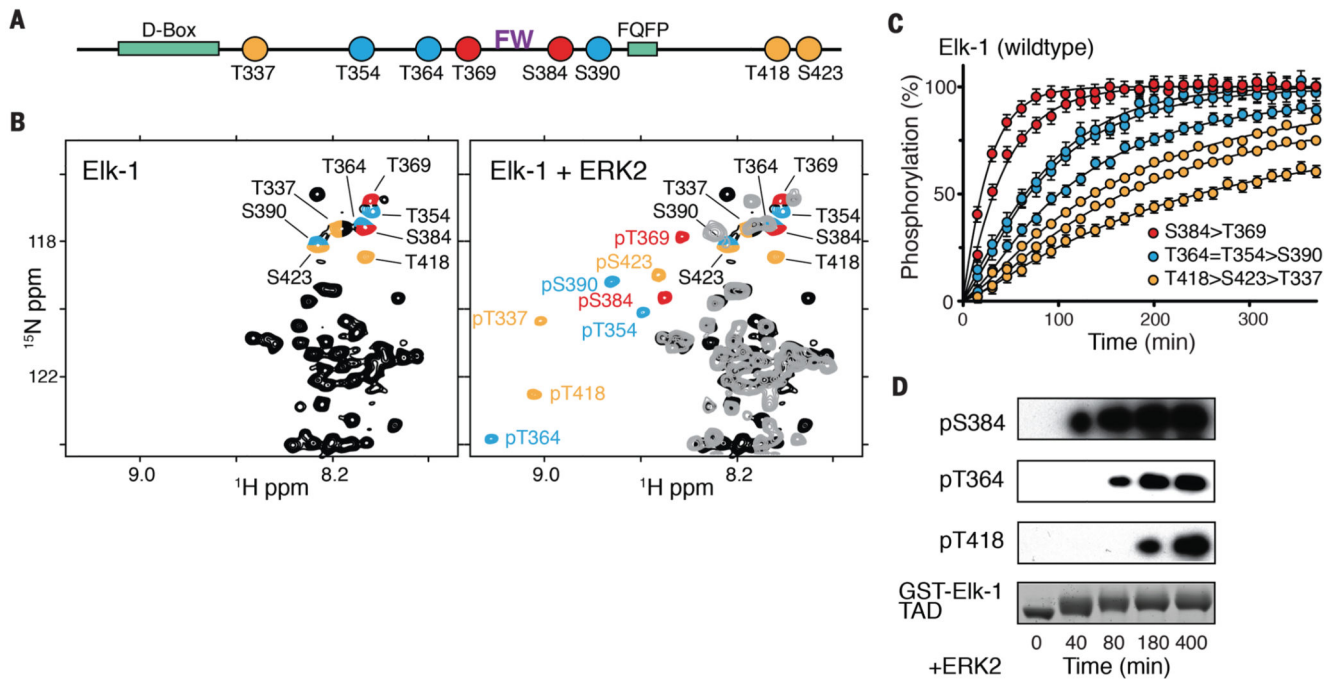 A
D-Box
FW
FQFP
T337
T354
T364
T369
S384
S390
T418
S423
B
Elk-1
T337
T364
T369
S390
T354
S384
S423
T418
118
122
15N ppm
9.0
8.2
1H ppm
Elk-1 + ERK2
T337
T364
T369
S390
T354
S384
S423
T418
pT369
pS423
pS390
pS384
pT354
pT337
pT418
pT364
9.0
8.2
1H ppm
C
Elk-1 (wildtype)
Phosphorylation (%)
100
50
0
S384>T369
T364=T354>S390
T418>S423>T337
0 100 200 300
Time (min)
D
pS384
pT364
pT418
GST-Elk-1
TAD
0 40 80 180 400
+ERK2 Time (min)